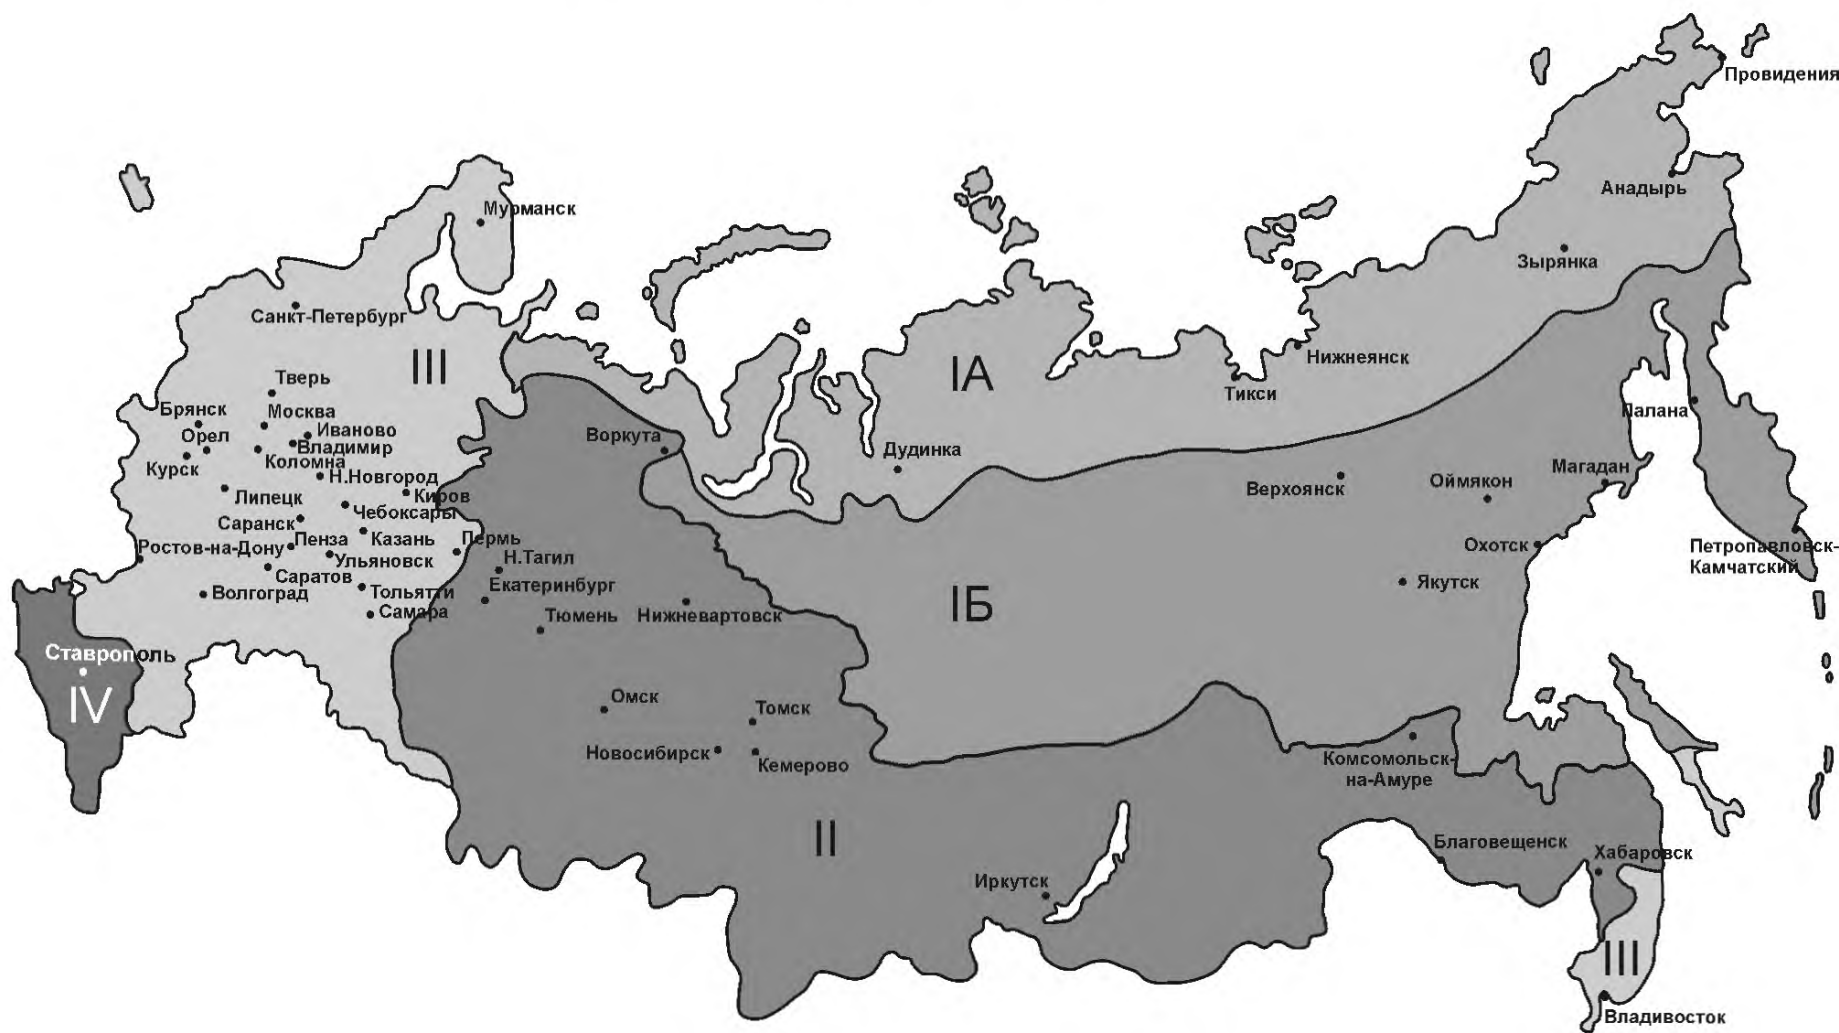 Провидения
Анадырь
Мурманск
Зырянка
Санкт-Петербург
III
IA
Нижнеянск
Тверь
Тикси
Брянск
Москва
Палана
Иваново
Орел
Владимир
Воркута
Дудинка
Коломна
Курск
Магадан
Н.Новгород
Оймякон
Верхоянск
Липецк
Киров
Чебоксары
Саранск
Казань
Пермь
Пенза
Ростов-на-Дону
Охотск
Петропавловск-
Камчатский
Ульяновск
Н.Тагил
Саратов
Екатеринбург
Якутск
Волгоград
Тольятти
Самара
Тюмень
Нижневартовск
IБ
Ставрополь
IV
Омск
Томск
Новосибирск
Кемерово
Комсомольск-
на-Амуре
II
Благовещенск
Хабаровск
Иркутск
III
Владивосток